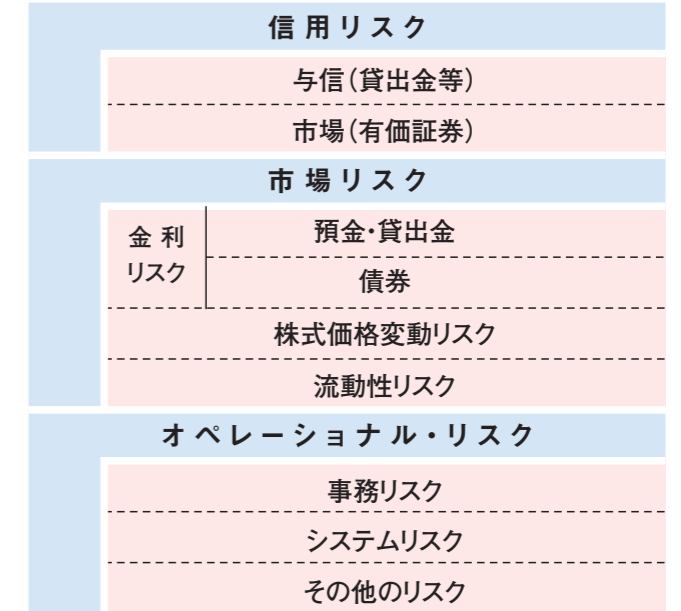 信用リスク
与信（貸出金等）
市場（有価証券）
市場リスク
金利
リスク
預金・貸出金
債券
株式価格変動リスク
流動性リスク
オペレーショナル・リスク
事務リスク
システムリスク
その他のリスク